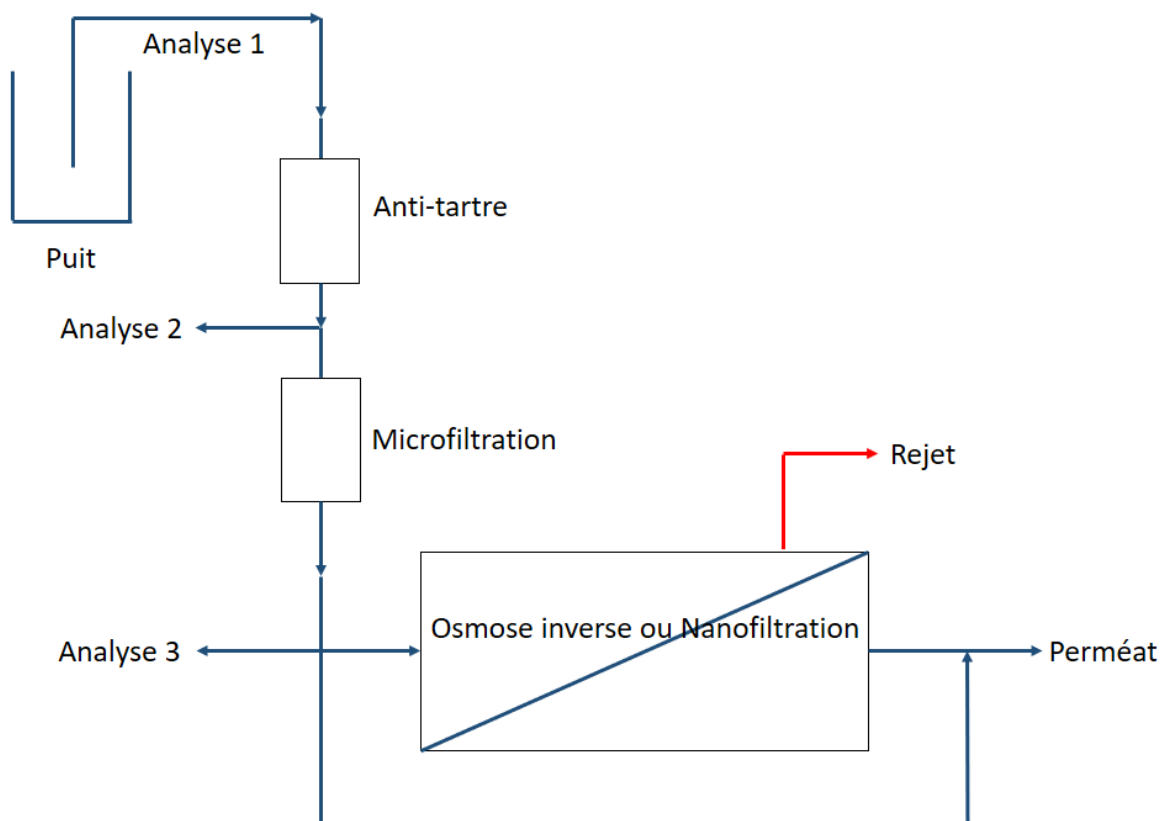 Analyse 1
Anti-tartre
Puit
Analyse 2
Microfiltration
Rejet
Osmose inverse ou Nanofiltration
Analyse 3
Perméat